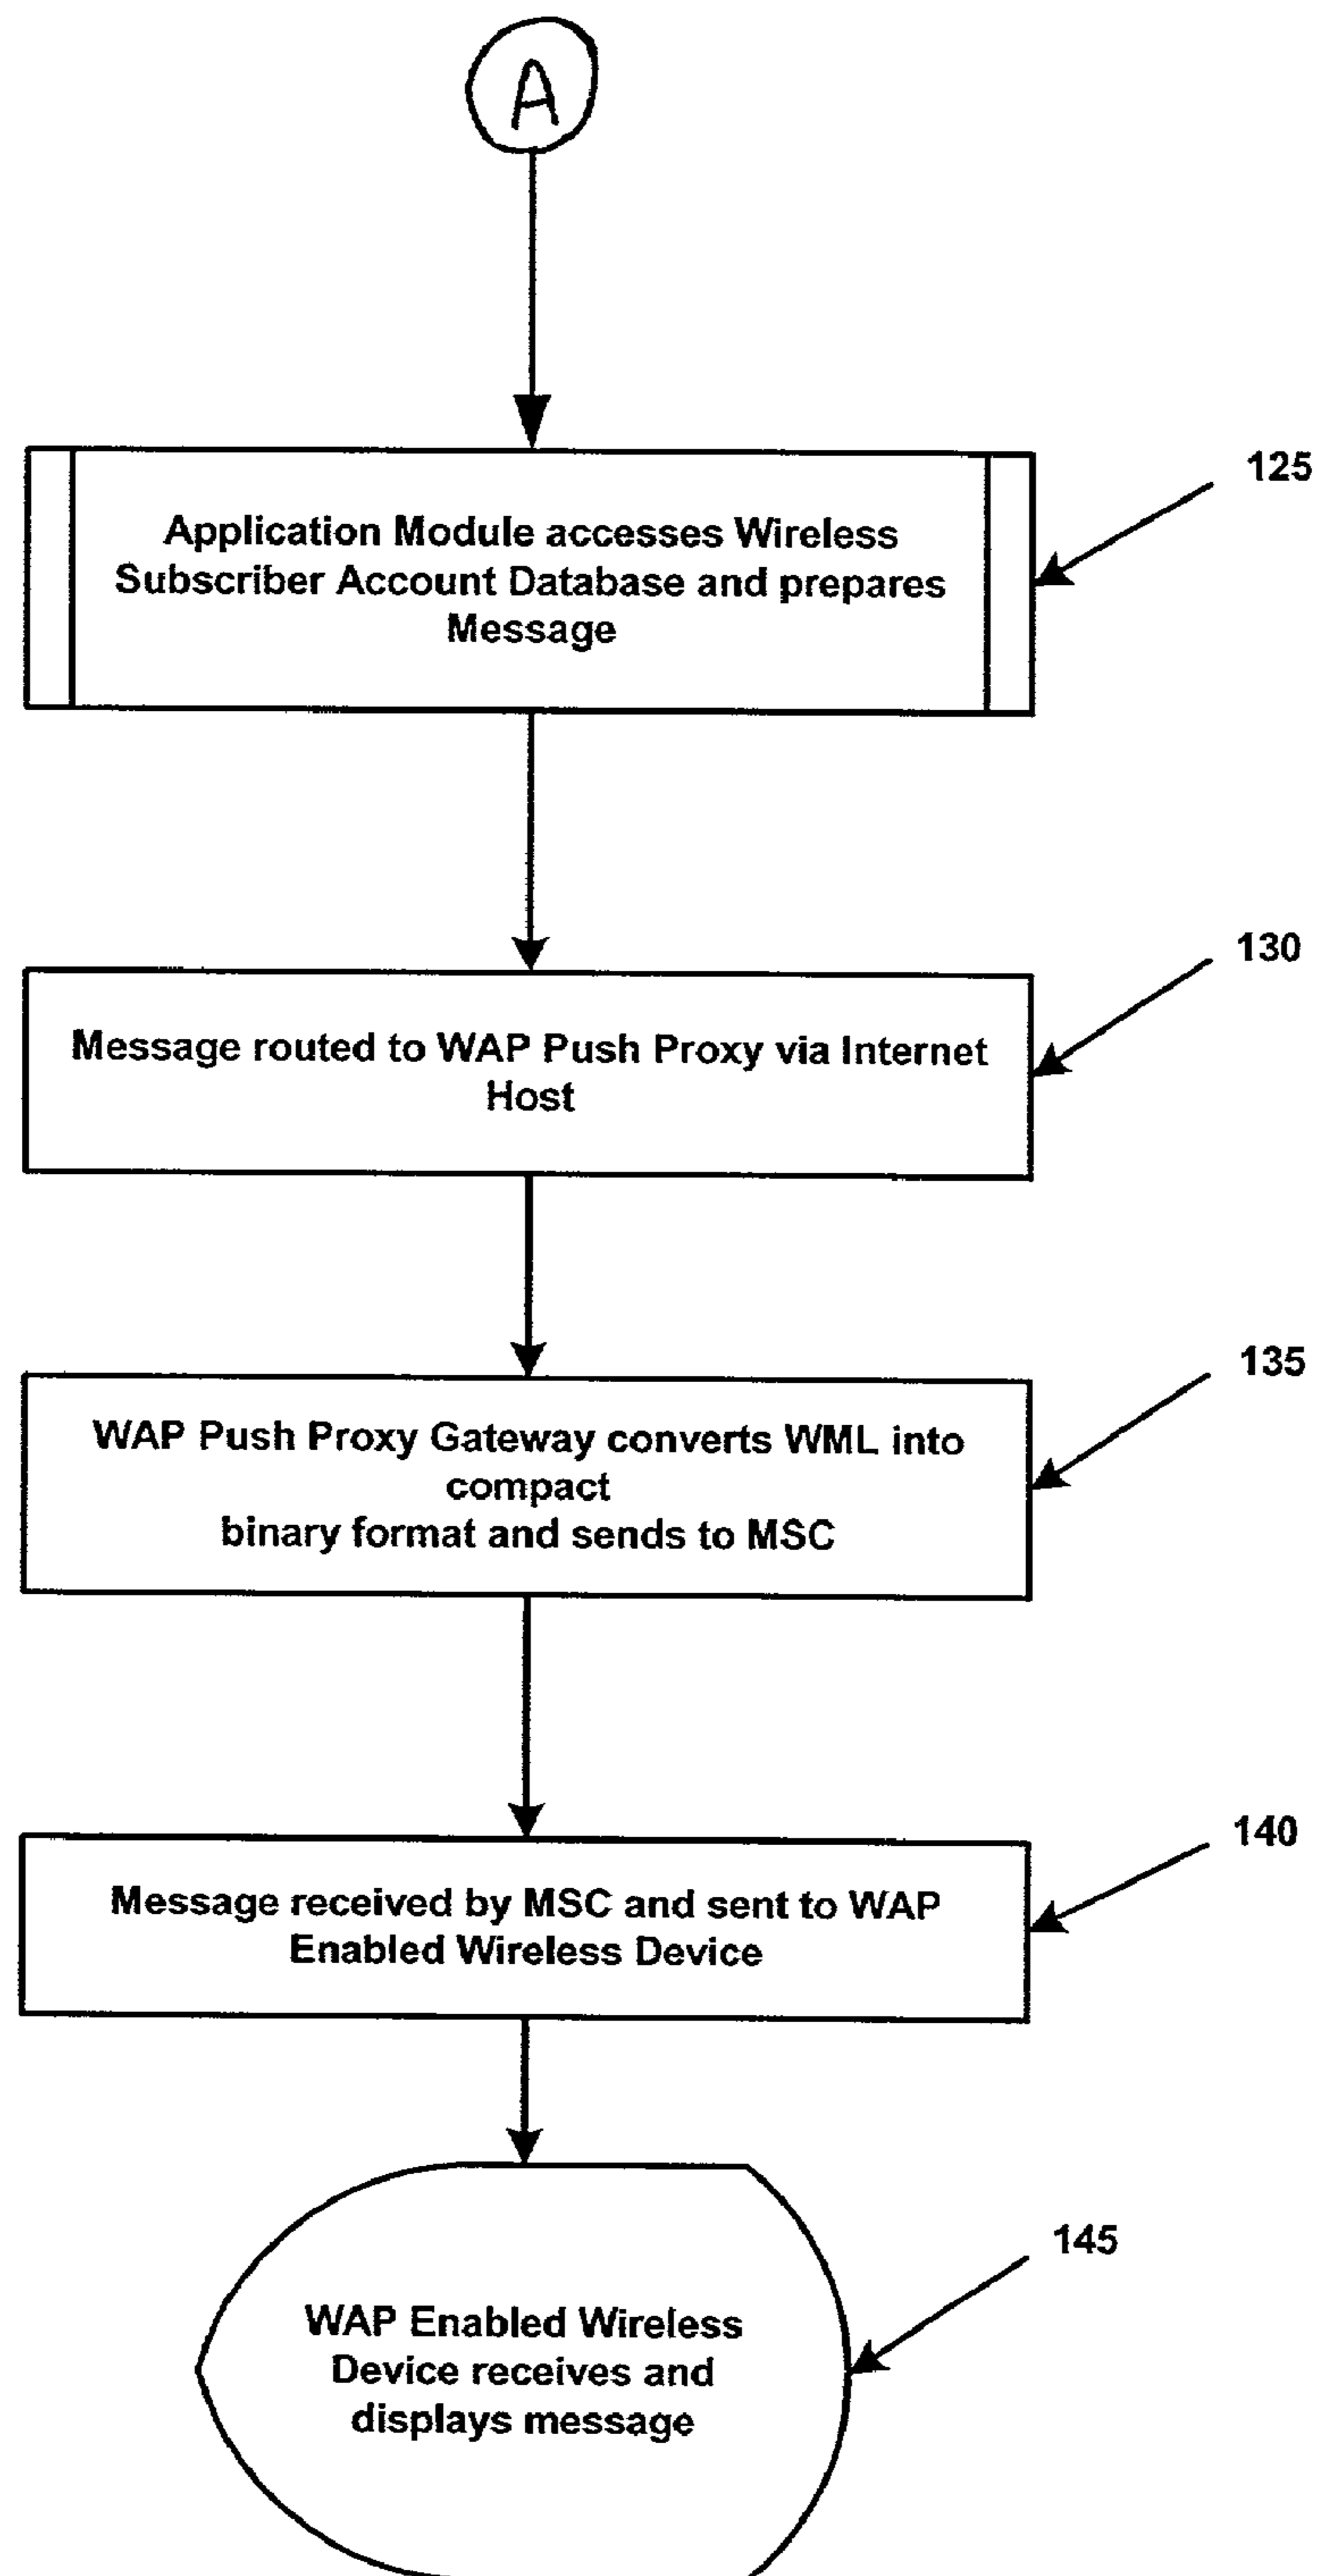 A
125
Application Module accesses Wireless
Subscriber Account Database and prepares
Message
130
Message routed to WAP Push Proxy via Internet
Host
135
WAP Push Proxy Gateway converts WML into
compact
binary format and sends to MSC
140
Message received by MSC and sent to WAP
Enabled Wireless Device
145
WAP Enabled Wireless
Device receives and
displays message